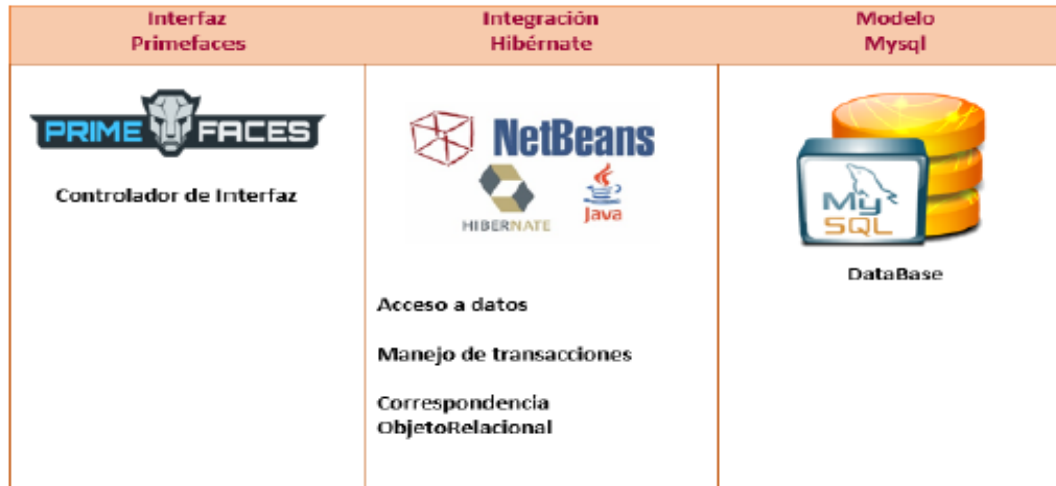 Interfaz
Primefaces
Integración
Hibérnate
Modelo
Mysql
PRIME FACES
Controlador de Interfaz
NetBeans
HIBERNATE
Java
Acceso a datos
Manejo de transacciones
Correspondencia
ObjetoRelacional
My
SQL
DataBase